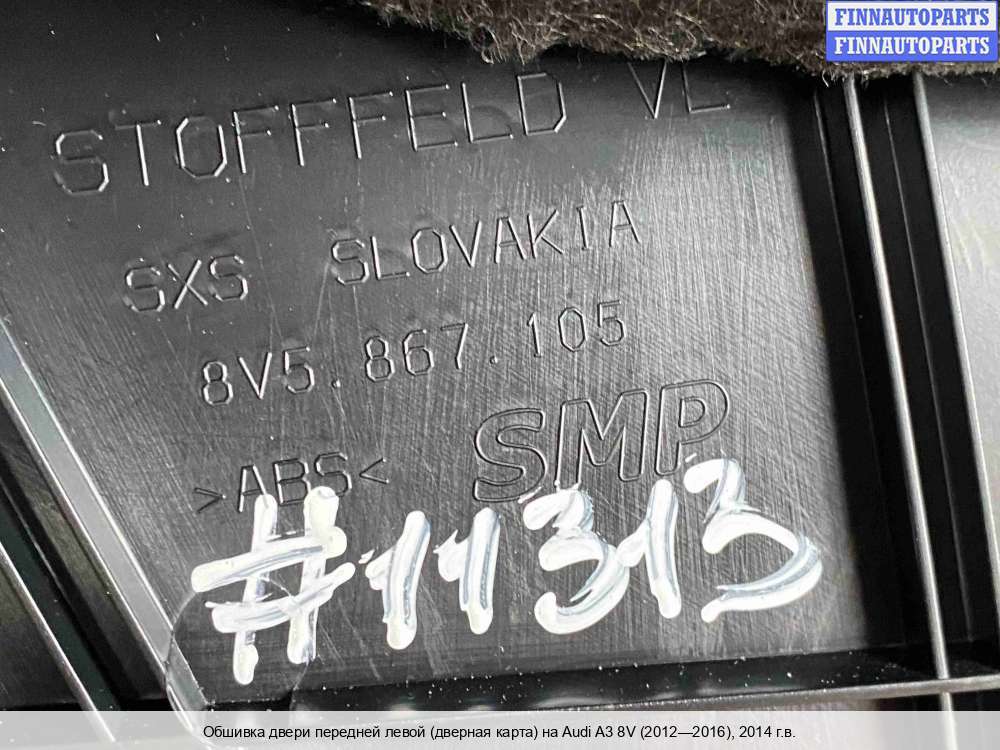 FINNAUTOPARTS
FINNAUTOPARTS
STOFFFELD VL
SXS SLOVAKIA
8V5.867.105
>ABS<
SMP
#11313
Обшивка двери передней левой (дверная карта) на Audi A3 8V (2012—2016), 2014 г.в.